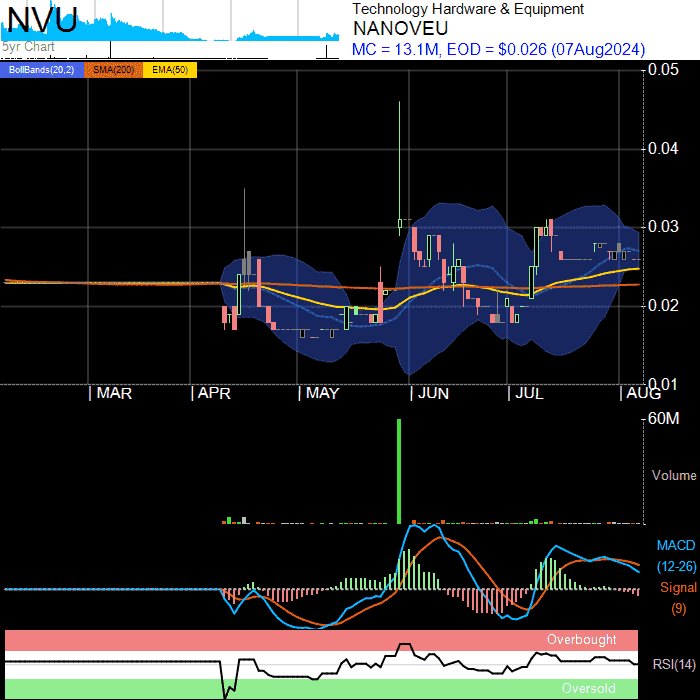 NVU
5yr Chart
Technology Hardware & Equipment
NANOVEU
MC = 13.1M, EOD = $0.026 (07Aug2024)
BollBands(20,2) SMA(200) EMA(50)
0.05
0.04
0.03
0.02
0.01
| MAR | APR | MAY | JUN | JUL | AUG
60M
Volume
MACD
(12-26)
Signal
(9)
Overbought
RSI(14)
Oversold